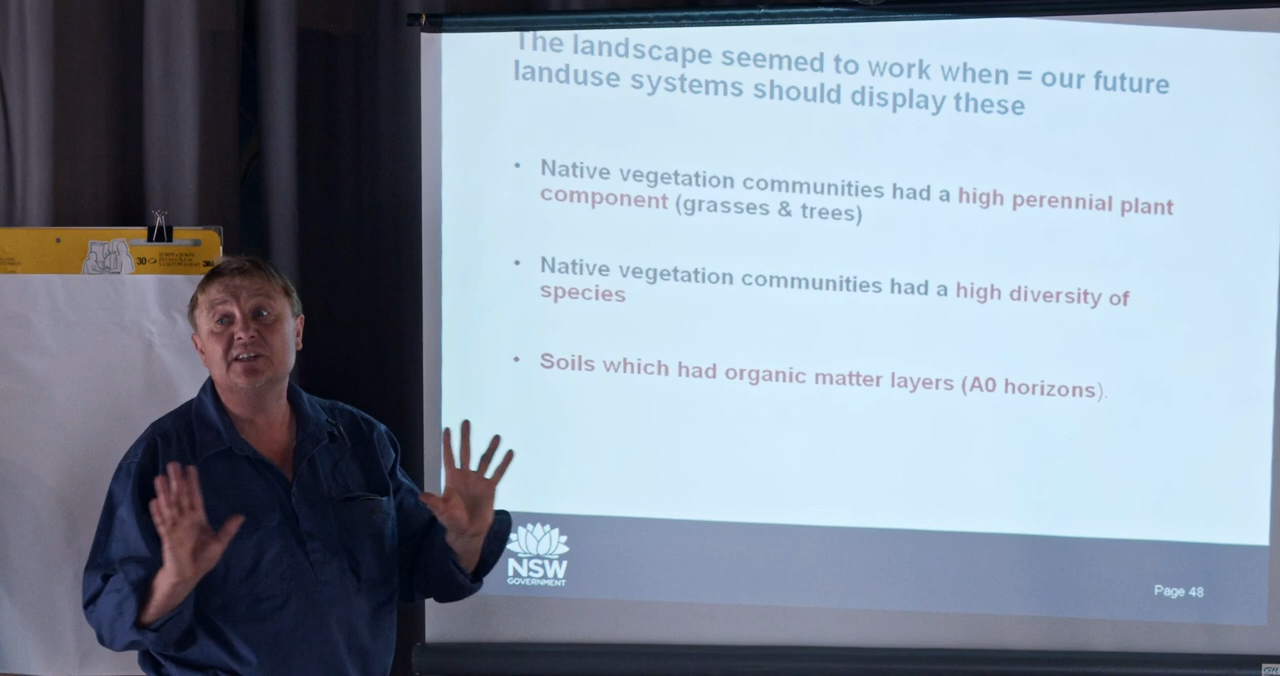 The landscape seemed to work when = our future
landuse systems should display these
• Native vegetation communities had a high perennial plant
component (grasses & trees)
• Native vegetation communities had a high diversity of
species
• Soils which had organic matter layers (A0 horizons).
30
3M
NSW
GOVERNMENT
Page 48